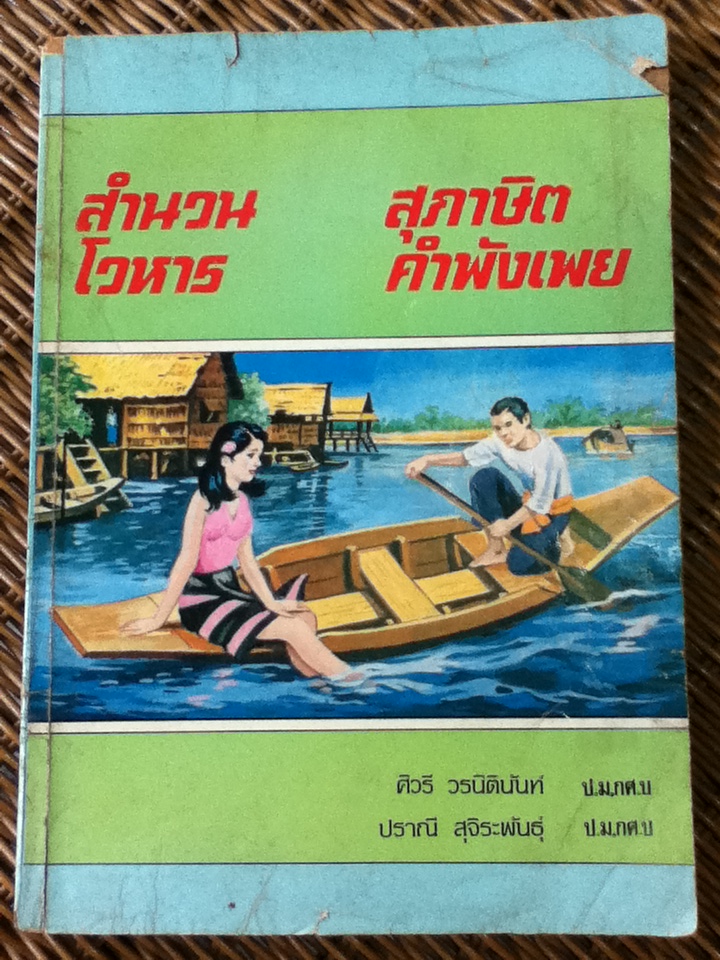 สำนวน สุภาษิต
โวหาร คำพังเพย
ศิวรี วรนิตินันท์ ป.ม,กศ.บ
ปราณี สุจิระพันธุ์ ป.ม,กศ.บ